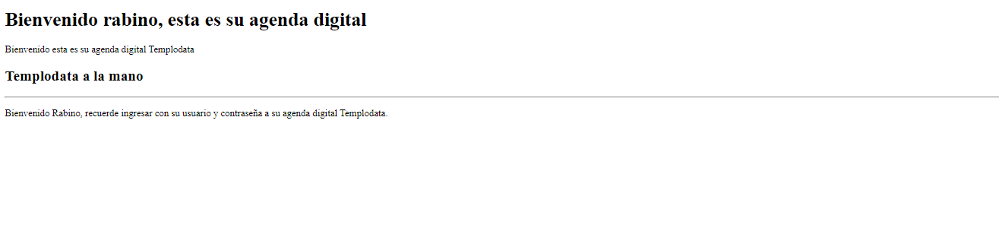 Bienvenido rabino, esta es su agenda digital
Bienvenido esta es su agenda digital Templodata
Templodata a la mano
Bienvenido Rabino, recuerde ingresar con su usuario y contraseña a su agenda digital Templodata.